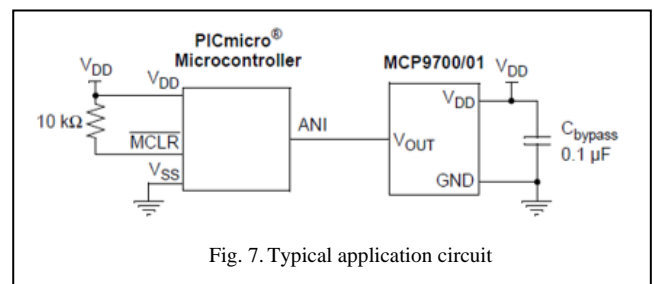 PICmicro®
Microcontroller
MCP9700/01
VDD
VDD
VDD
VDD
10 kΩ
ANI
MCLR
VOUT
Cbypass
0.1 µF
VSS
GND
Fig. 7. Typical application circuit